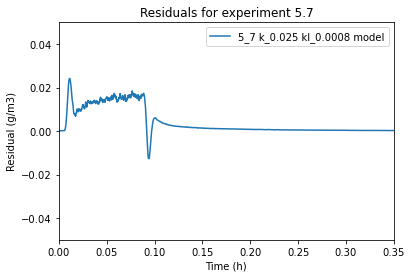 Residuals for experiment 5.7
5_7 k_0.025 kl_0.0008 model
Residual (g/m3)
0.04
0.02
0.00
−0.02
−0.04
0.00 0.05 0.10 0.15 0.20 0.25 0.30 0.35
Time (h)